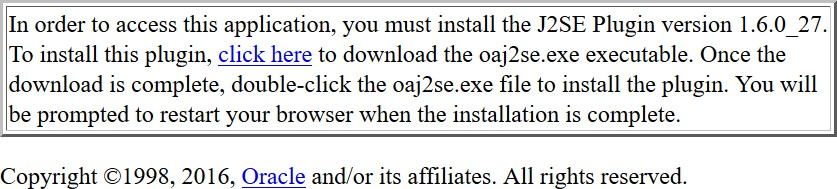 In order to access this application, you must install the J2SE Plugin version 1.6.0_27.
To install this plugin, click here to download the oaj2se.exe executable. Once the
download is complete, double-click the oaj2se.exe file to install the plugin. You will
be prompted to restart your browser when the installation is complete.
Copyright ©1998, 2016, Oracle and/or its affiliates. All rights reserved.